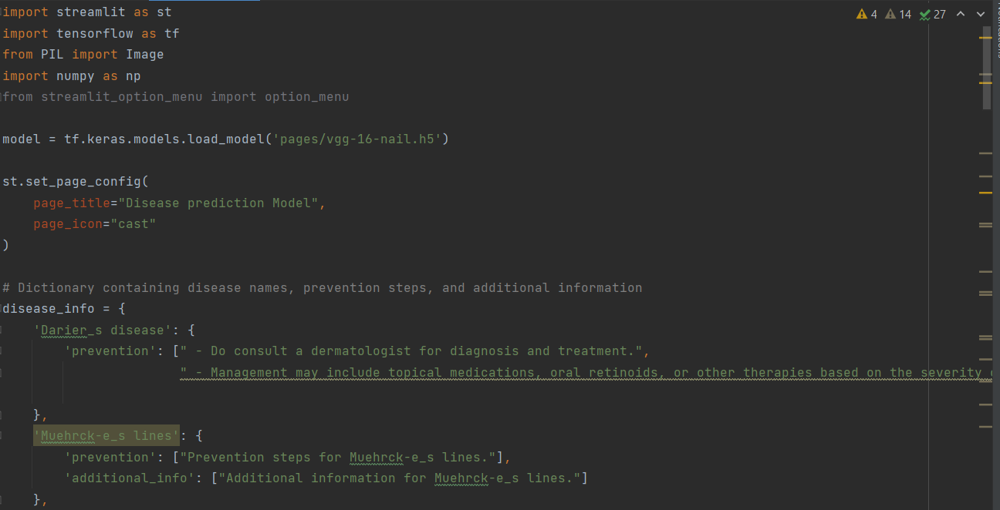 import streamlit as st
4 14 27
import tensorflow as tf
from PIL import Image
import numpy as np
from streamlit_option_menu import option_menu
model = tf.keras.models.load_model('pages/vgg-16-nail.h5')
st.set_page_config(
    page_title="Disease prediction Model",
    page_icon="cast"
)
# Dictionary containing disease names, prevention steps, and additional information
disease_info = {
    'Darier_s disease': {
        'prevention': [" - Do consult a dermatologist for diagnosis and treatment.",
                       " - Management may include topical medications, oral retinoids, or other therapies based on the severity
    },
    'Muehrck-e_s lines': {
        'prevention': ["Prevention steps for Muehrck-e_s lines."],
        'additional_info': ["Additional information for Muehrck-e_s lines."]
    },